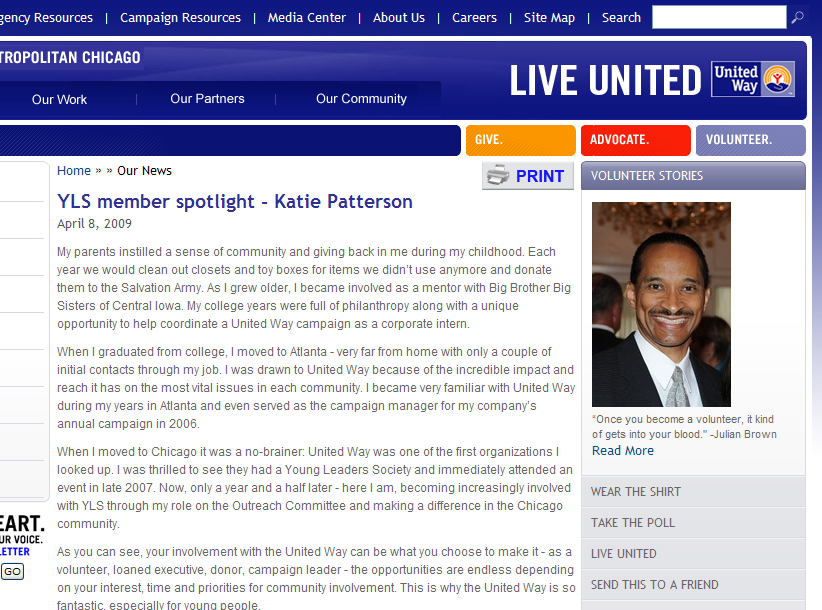 gency Resources | Campaign Resources | Media Center | About Us | Careers | Site Map | Search
TROPOLITAN CHICAGO
LIVE UNITED
United
Way
Our Work | Our Partners | Our Community
GIVE.
ADVOCATE.
VOLUNTEER.
Home » » Our News
PRINT
YLS member spotlight - Katie Patterson
April 8, 2009
My parents instilled a sense of community and giving back in me during my childhood. Each
year we would clean out closets and toy boxes for items we didn't use anymore and donate
them to the Salvation Army. As I grew older, I became involved as a mentor with Big Brother Big
Sisters of Central Iowa. My college years were full of philanthropy along with a unique
opportunity to help coordinate a United Way campaign as a corporate intern.
When I graduated from college, I moved to Atlanta - very far from home with only a couple of
initial contacts through my job. I was drawn to United Way because of the incredible impact and
reach it has on the most vital issues in each community. I became very familiar with United Way
during my years in Atlanta and even served as the campaign manager for my company's
annual campaign in 2006.
When I moved to Chicago it was a no-brainer: United Way was one of the first organizations I
looked up. I was thrilled to see they had a Young Leaders Society and immediately attended an
event in late 2007. Now, only a year and a half later - here I am, becoming increasingly involved
with YLS through my role on the Outreach Committee and making a difference in the Chicago
community.
As you can see, your involvement with the United Way can be what you choose to make it - as a
volunteer, loaned executive, donor, campaign leader - the opportunities are endless depending
on your interest, time and priorities for community involvement. This is why the United Way is so
fantastic, especially for young people.
EART.
UR VOICE.
LETTER
GO
VOLUNTEER STORIES
“Once you become a volunteer, it kind
of gets into your blood.” -Julian Brown
Read More
WEAR THE SHIRT
TAKE THE POLL
LIVE UNITED
SEND THIS TO A FRIEND